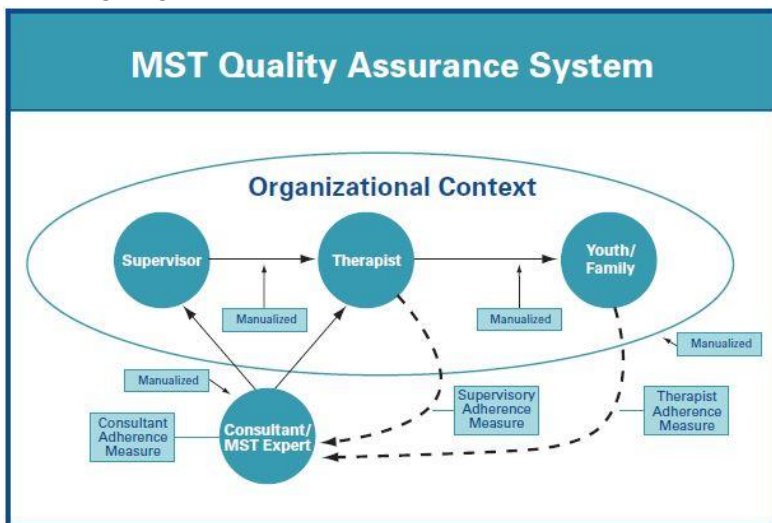 MST Quality Assurance System
Organizational Context
Supervisor
Therapist
Youth/
Family
Manualized
Manualized
Manualized
Manualized
Consultant
Adherence
Measure
Consultant/
MST Expert
Supervisory
Adherence
Measure
Therapist
Adherence
Measure